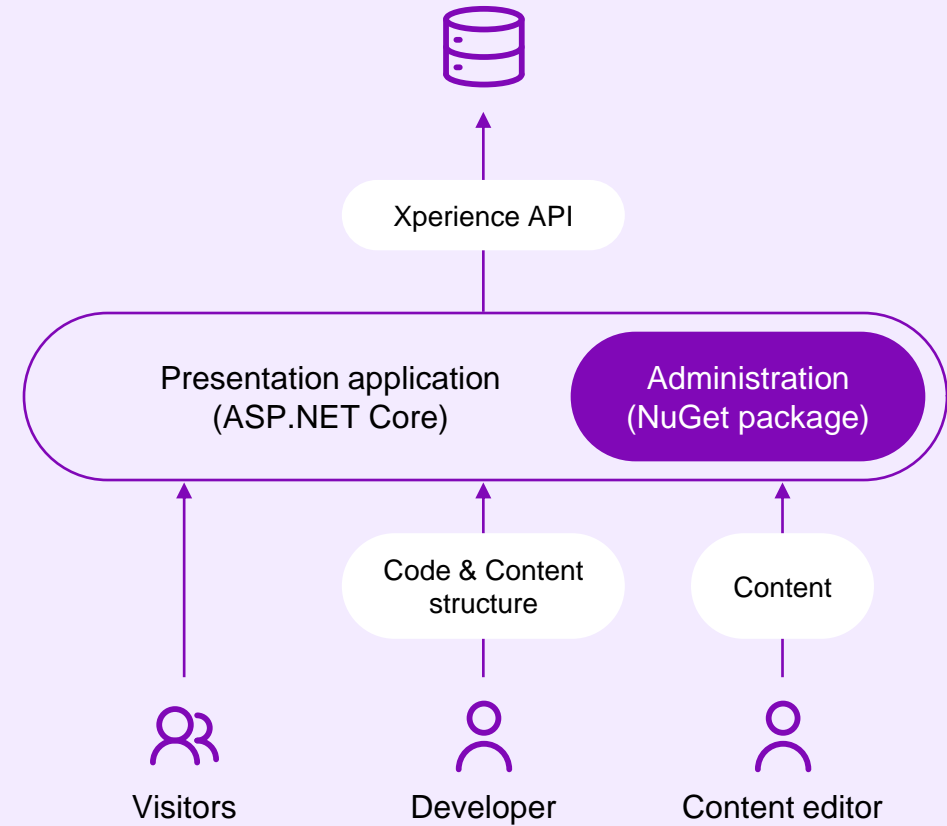 Xperience API
Presentation application
(ASP.NET Core)
Administration
(NuGet package)
Code & Content
structure
Content
Visitors
Developer
Content editor